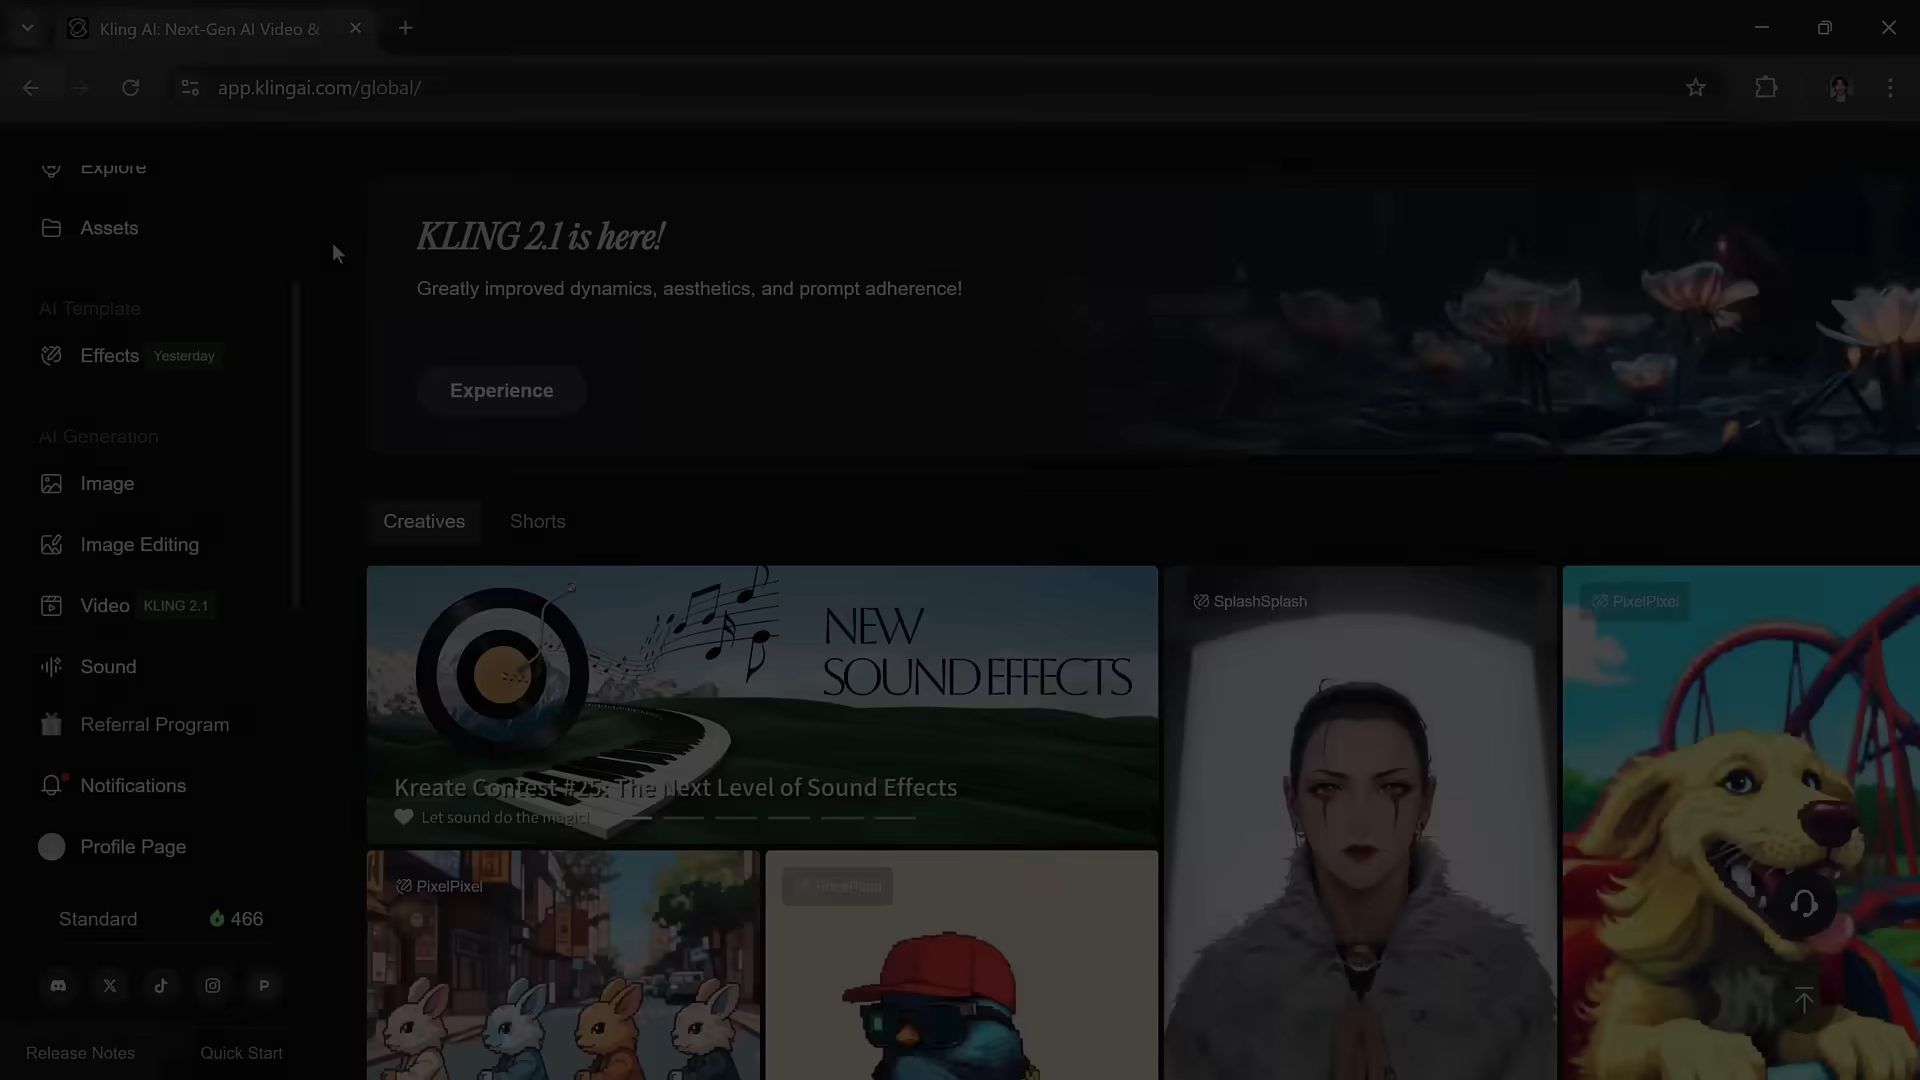 Kling AI: Next-Gen AI Video &
app.klingai.com/global/
Explore
Assets
AI Template
Effects Yesterday
AI Generation
Image
Image Editing
Video KLING 2.1
Sound
Referral Program
Notifications
Profile Page
Standard 466
Release Notes Quick Start
KLING 2.1 is here!
Greatly improved dynamics, aesthetics, and prompt adherence!
Experience
Creatives Shorts
NEW
SOUND EFFECTS
Kreate Contest #25: The Next Level of Sound Effects
Let sound do the magic!
SplashSplash
PixelPixel
PixelPixel